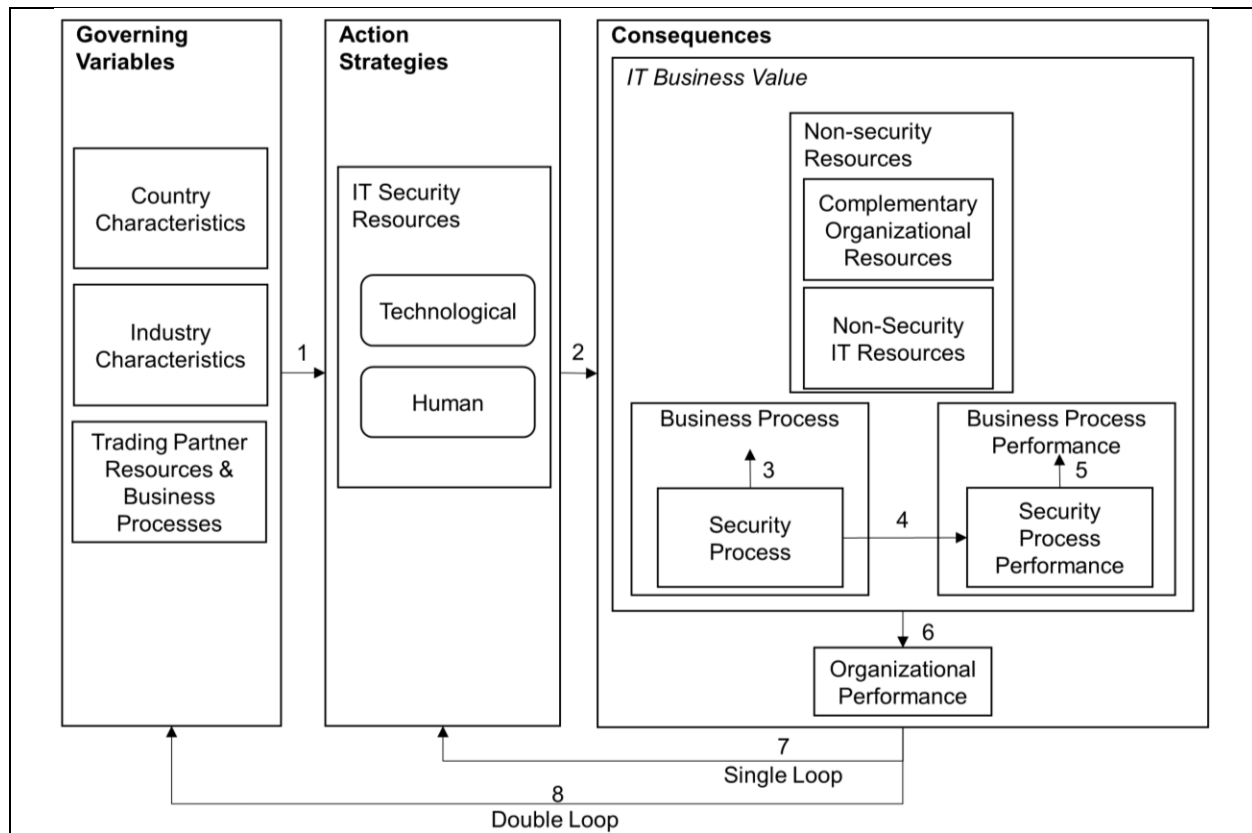 Governing
Variables
Country
Characteristics
Industry
Characteristics
Trading Partner
Resources &
Business
Processes
1
Action
Strategies
IT Security
Resources
Technological
Human
2
Consequences
IT Business Value
Non-security
Resources
Complementary
Organizational
Resources
Non-Security
IT Resources
Business Process
3
Security
Process
4
Business Process
Performance
5
Security
Process
Performance
6
Organizational
Performance
7
Single Loop
8
Double Loop